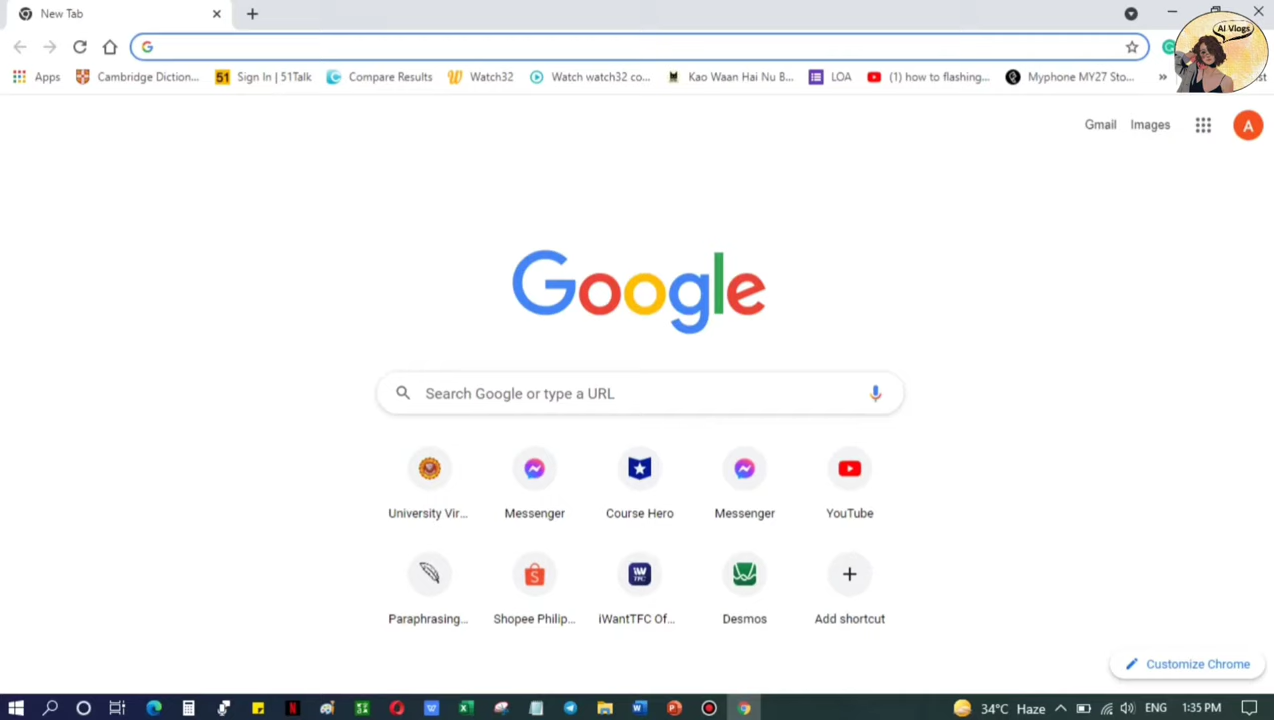 New Tab
AI Vlogs
Apps Cambridge Diction... 51 Sign In | 51Talk Compare Results Watch32 Watch watch32 co... Kao Waan Hai Nu B... LOA (1) how to flashing... Myphone MY27 Sto... »
Gmail Images A
Google
Search Google or type a URL
University Vir... Messenger Course Hero Messenger YouTube
Paraphrasing... Shopee Philip... iWantTFC Of... Desmos Add shortcut
Customize Chrome
34°C Haze ENG 1:35 PM